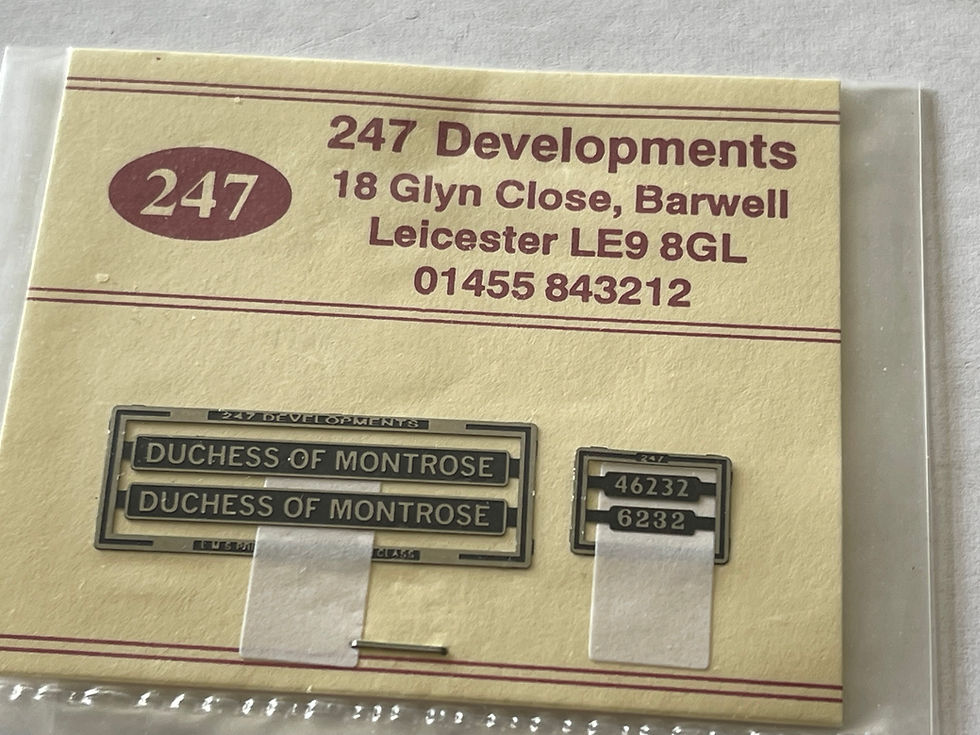 247
247 Developments
18 Glyn Close, Barwell
Leicester LE9 8GL
01455 843212
247 DEVELOPMENTS
DUCHESS OF MONTROSE
DUCHESS OF MONTROSE
L M S
CLASS
247
46232
6232